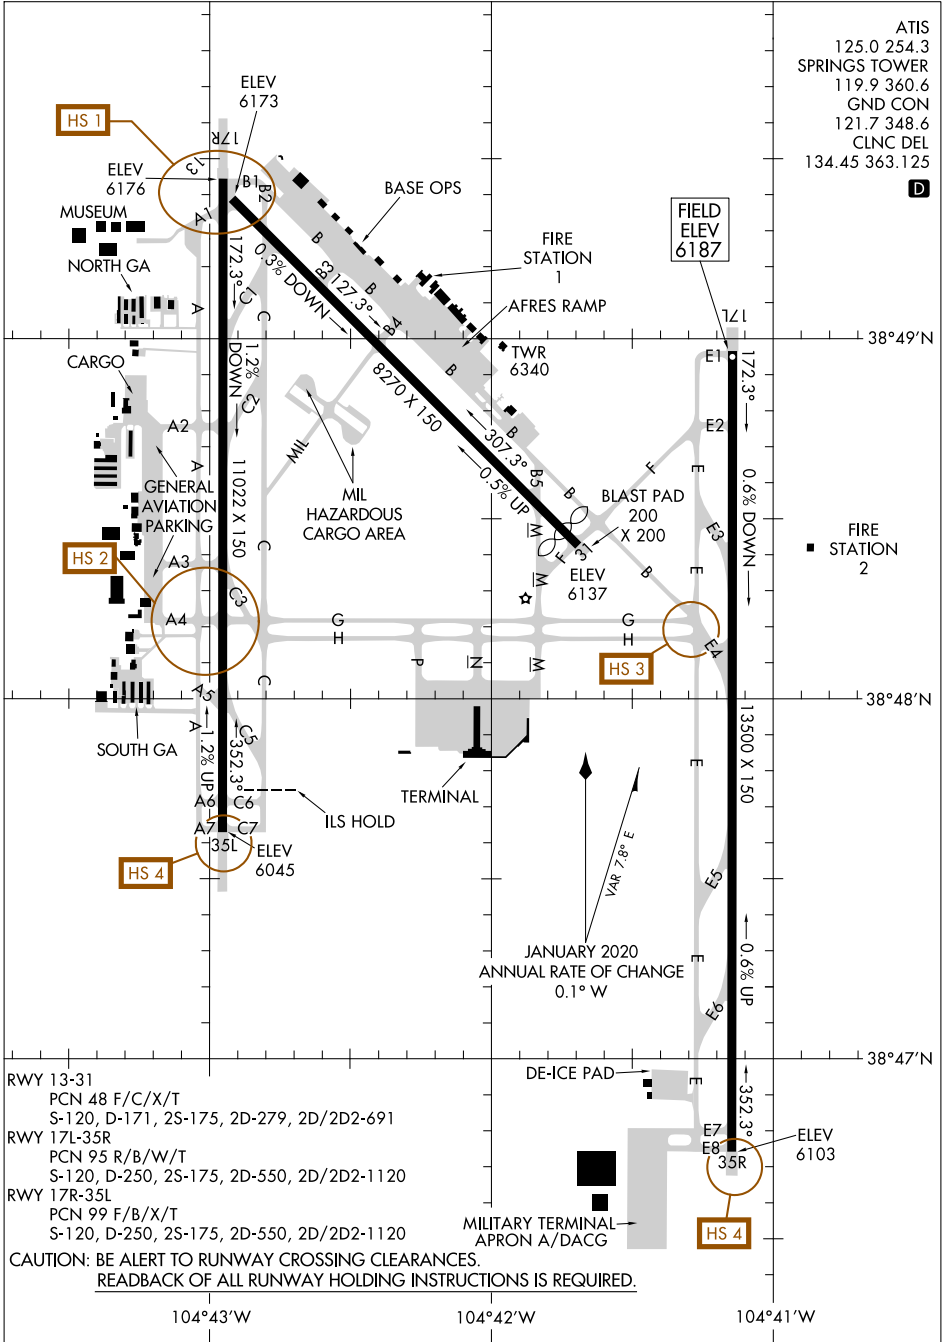 ATIS
125.0 254.3
SPRINGS TOWER
119.9 360.6
GND CON
121.7 348.6
CLNC DEL
134.45 363.125
D
ELEV
6173
HS 1
17R
13
ELEV
6176
B1
B2
BASE OPS
MUSEUM
A1
FIELD
ELEV
6187
FIRE
STATION
1
NORTH GA
172.3°
0.3% DOWN
B
B3
127.3°
B
C1
C
A
AFRES RAMP
17L
B4
38°49'N
CARGO
1.2%
DOWN
TWR
6340
E1
172.3°
8270 X 150
B
C2
A2
E2
307.3°
B
MIL
A
11022 X 150
0.5% UP
B5
F
E
0.6% DOWN
GENERAL
AVIATION
PARKING
MIL
HAZARDOUS
CARGO AREA
B
BLAST PAD
200
X 200
E3
FIRE
STATION
2
M
C
HS 2
A3
F
31
ELEV
6137
M
B
E
C3
A4
G
G
H
H
HS 3
E4
P
N
M
C
A5
38°48'N
A
C5
SOUTH GA
1.2% UP
352.3°
13500 X 150
E
TERMINAL
A6
C6
ILS HOLD
A7
C7
35L
ELEV
6045
HS 4
VAR 7.8° E
E5
JANUARY 2020
ANNUAL RATE OF CHANGE
0.1° W
E
0.6% UP
E6
38°47'N
DE-ICE PAD
E
352.3°
RWY 13-31
PCN 48 F/C/X/T
S-120, D-171, 2S-175, 2D-279, 2D/2D2-691
RWY 17L-35R
PCN 95 R/B/W/T
S-120, D-250, 2S-175, 2D-550, 2D/2D2-1120
RWY 17R-35L
PCN 99 F/B/X/T
S-120, D-250, 2S-175, 2D-550, 2D/2D2-1120
E7
E8
35R
ELEV
6103
MILITARY TERMINAL
APRON A/DACG
HS 4
CAUTION: BE ALERT TO RUNWAY CROSSING CLEARANCES.
READBACK OF ALL RUNWAY HOLDING INSTRUCTIONS IS REQUIRED.
104°43'W
104°42'W
104°41'W